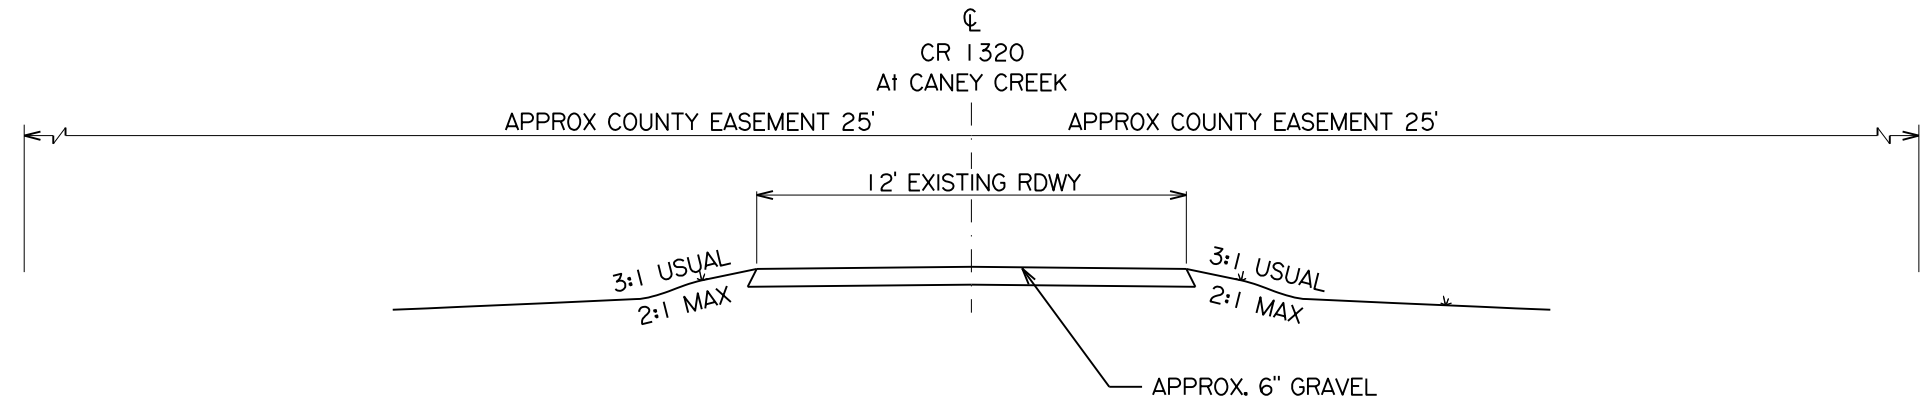 ℄
CR 1320
At CANEY CREEK
APPROX COUNTY EASEMENT 25' APPROX COUNTY EASEMENT 25'
12' EXISTING RDWY
3:1 USUAL
2:1 MAX
3:1 USUAL
2:1 MAX
APPROX. 6" GRAVEL